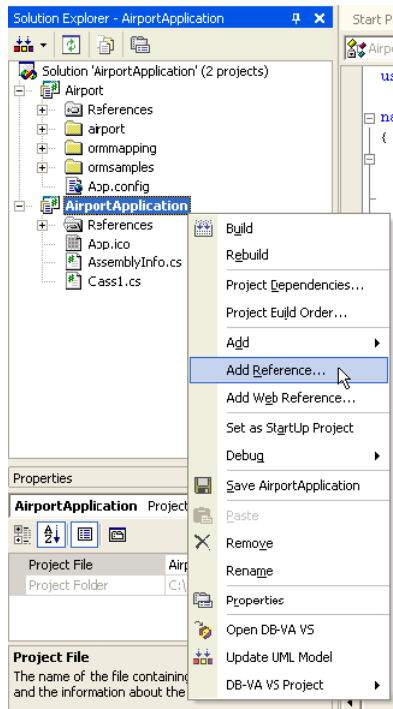 Solution Explorer - AirportApplication
Start P
Solution 'AirportApplication' (2 projects)
Airport
References
airport
ormmapping
ormsamples
App.config
AirportApplication
References
App.ico
AssemblyInfo.cs
Class1.cs
Airpo
us
na
{
Build
Rebuild
Project Dependencies...
Project Build Order...
Add
Add Reference...
Add Web Reference...
Set as StartUp Project
Debug
Save AirportApplication
Paste
Remove
Rename
Properties
Open DB-VA VS
Update UML Model
DB-VA VS Project
Properties
AirportApplication Project
Project File Airp
Project Folder C:\
Project File
The name of the file containing
and the information about the